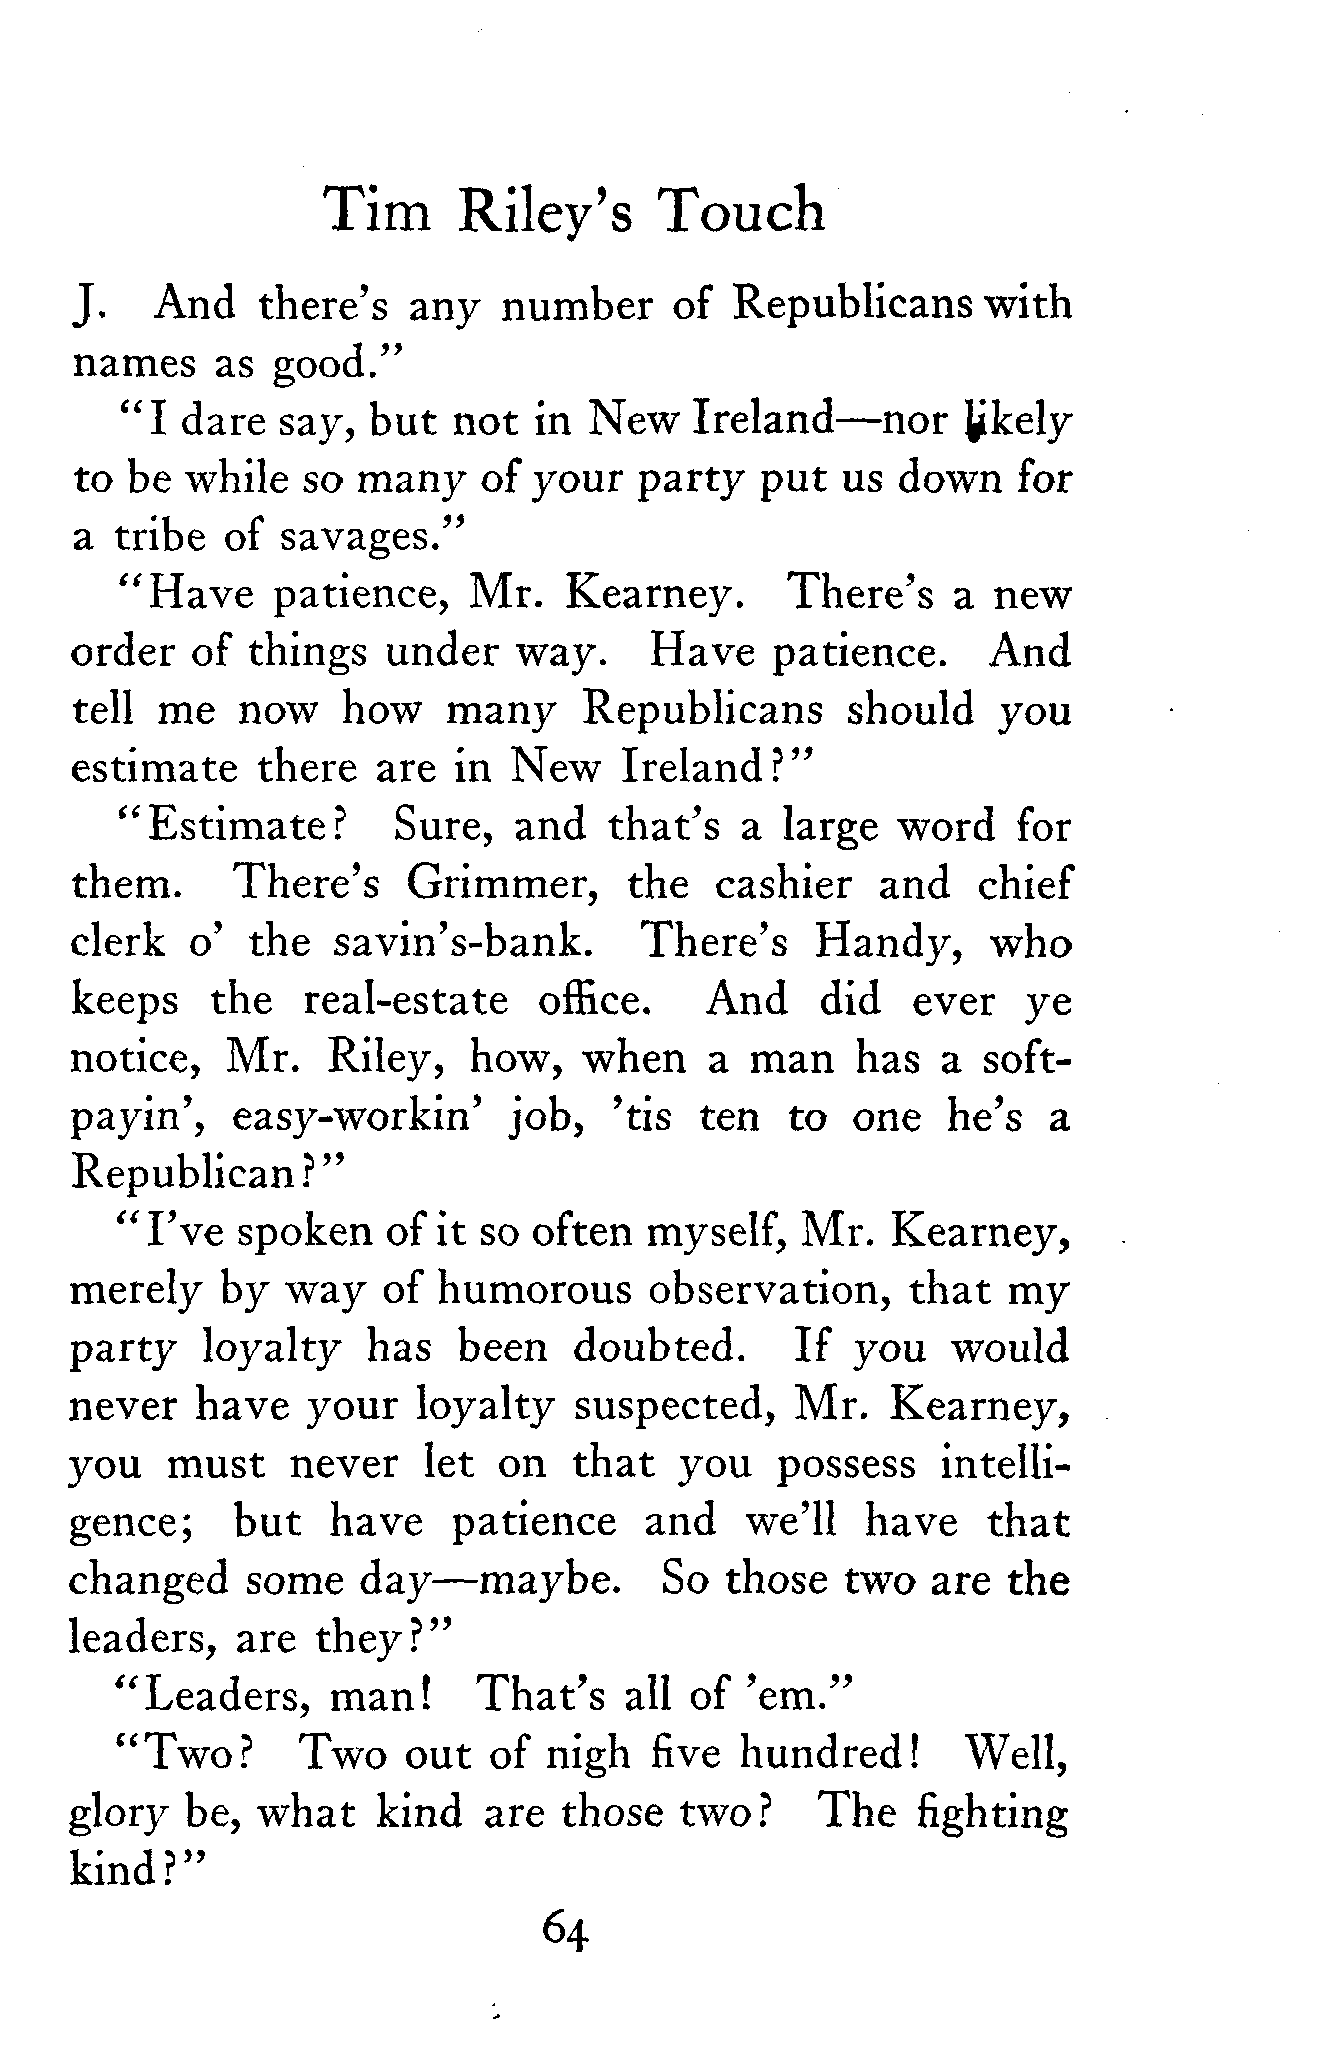 Tim Riley's Touch
J. And there's any number of Republicans with
names as good."
"I dare say, but not in New Ireland—nor likely
to be while so many of your party put us down for
a tribe of savages."
"Have patience, Mr. Kearney. There's a new
order of things under way. Have patience. And
tell me now how many Republicans should you
estimate there are in New Ireland?"
"Estimate? Sure, and that's a large word for
them. There's Grimmer, the cashier and chief
clerk o' the savin's-bank. There's Handy, who
keeps the real-estate office. And did ever ye
notice, Mr. Riley, how, when a man has a soft-
payin', easy-workin' job, 'tis ten to one he's a
Republican?"
"I've spoken of it so often myself, Mr. Kearney,
merely by way of humorous observation, that my
party loyalty has been doubted. If you would
never have your loyalty suspected, Mr. Kearney,
you must never let on that you possess intelli-
gence; but have patience and we'll have that
changed some day—maybe. So those two are the
leaders, are they?"
"Leaders, man! That's all of 'em."
"Two? Two out of nigh five hundred! Well,
glory be, what kind are those two? The fighting
kind?"
64